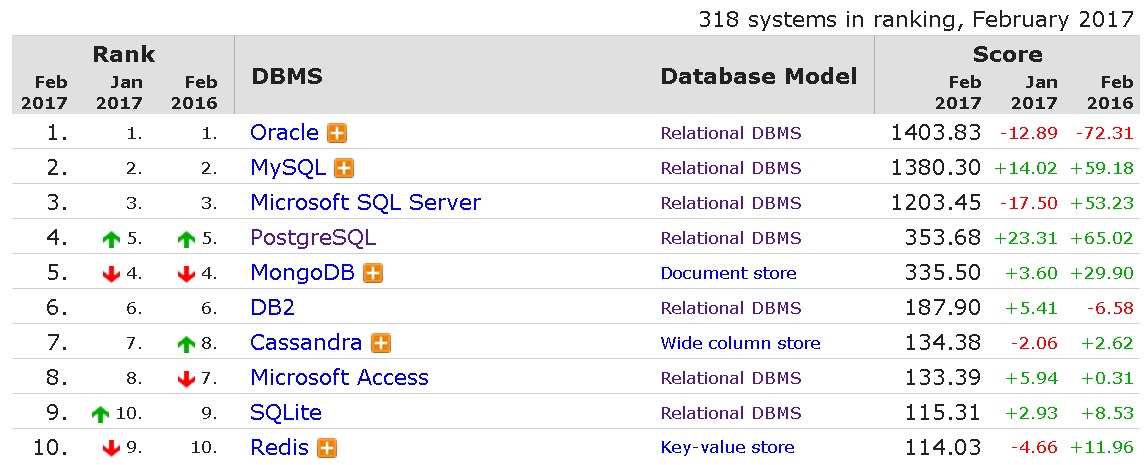 318 systems in ranking, February 2017
Rank Score
Feb 2017 Jan 2017 Feb 2016 DBMS Database Model Feb 2017 Jan 2017 Feb 2016
1. 1. 1. Oracle Relational DBMS 1403.83 -12.89 -72.31
2. 2. 2. MySQL Relational DBMS 1380.30 +14.02 +59.18
3. 3. 3. Microsoft SQL Server Relational DBMS 1203.45 -17.50 +53.23
4. 5. 5. PostgreSQL Relational DBMS 353.68 +23.31 +65.02
5. 4. 4. MongoDB Document store 335.50 +3.60 +29.90
6. 6. 6. DB2 Relational DBMS 187.90 +5.41 -6.58
7. 7. 8. Cassandra Wide column store 134.38 -2.06 +2.62
8. 8. 7. Microsoft Access Relational DBMS 133.39 +5.94 +0.31
9. 10. 9. SQLite Relational DBMS 115.31 +2.93 +8.53
10. 9. 10. Redis Key-value store 114.03 -4.66 +11.96